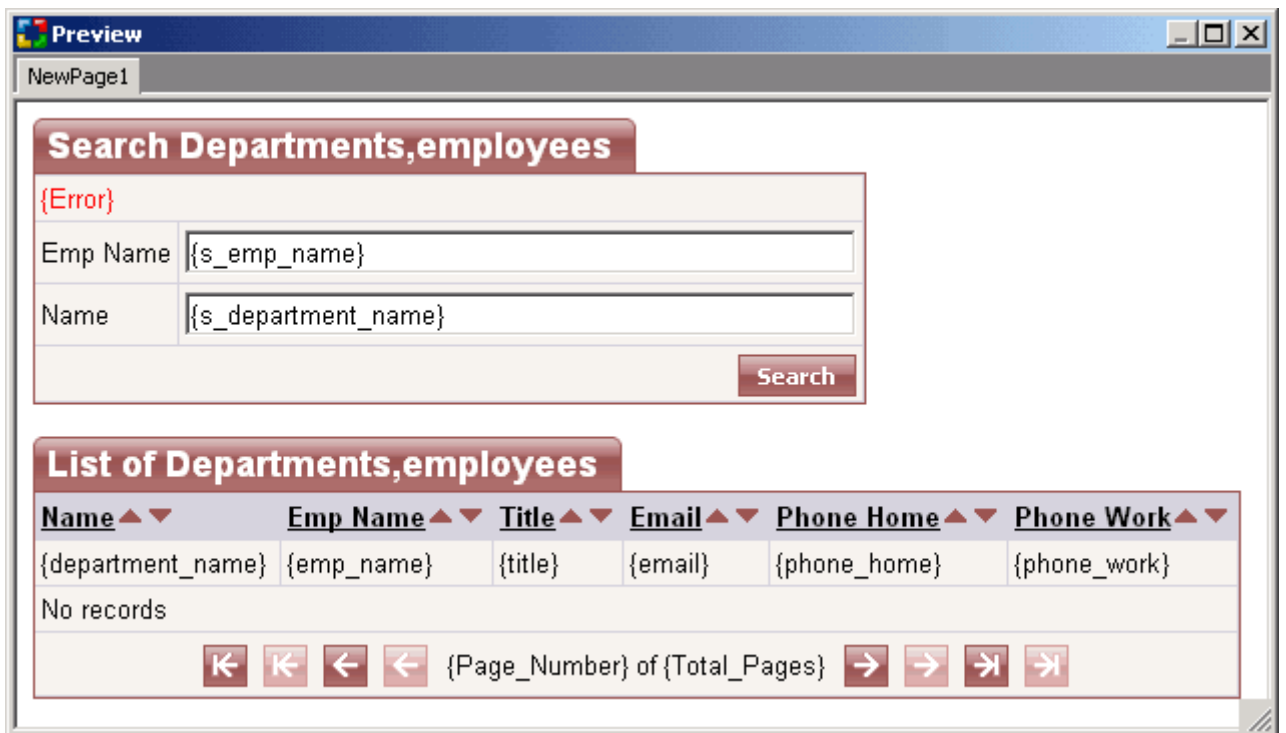 Preview
NewPage1
Search Departments,employees
{Error}
Emp Name {s_emp_name}
Name {s_department_name}
Search
List of Departments,employees
Name Emp Name Title Email Phone Home Phone Work
{department_name} {emp_name} {title} {email} {phone_home} {phone_work}
No records
{Page_Number} of {Total_Pages}